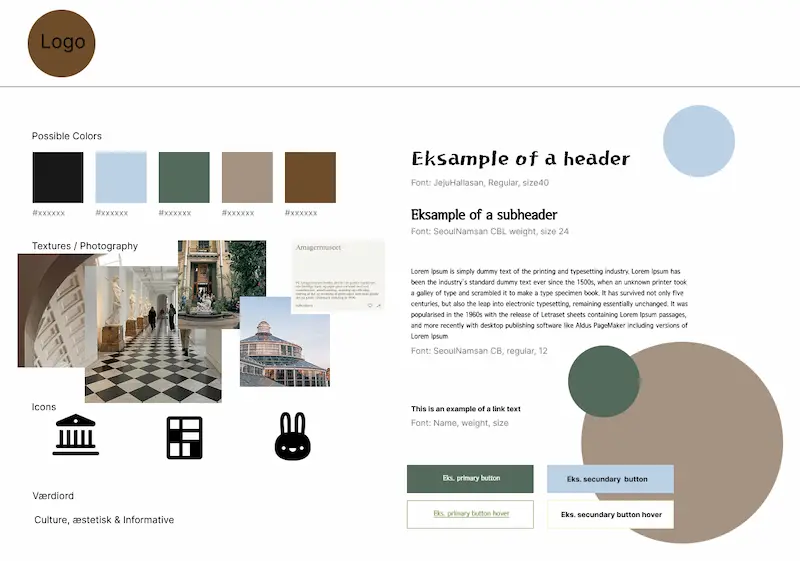 Logo
Possible Colors
#xxxxxx #xxxxxx #xxxxxx #xxxxxx #xxxxxx
Textures / Photography
Amagermuseet
Icons
Værdiord
Culture, æstetisk & Informative
Eksample of a header
Font: JejuHallasan, Regular, size40
Eksample of a subheader
Font: SeoulNamsan CBL weight, size 24
Lorem Ipsum is simply dummy text of the printing and typesetting industry. Lorem Ipsum has
been the industry's standard dummy text ever since the 1500s, when an unknown printer took
a galley of type and scrambled it to make a type specimen book. It has survived not only five
centuries, but also the leap into electronic typesetting, remaining essentially unchanged. It was
popularised in the 1960s with the release of Letraset sheets containing Lorem Ipsum passages,
and more recently with desktop publishing software like Aldus PageMaker including versions of
Lorem Ipsum
Font: SeoulNamsan CB, regular, 12
This is an example of a link text
Font: Name, weight, size
Eks. primary button
Eks. secundary button
Eks. primary button hover
Eks. secundary button hover